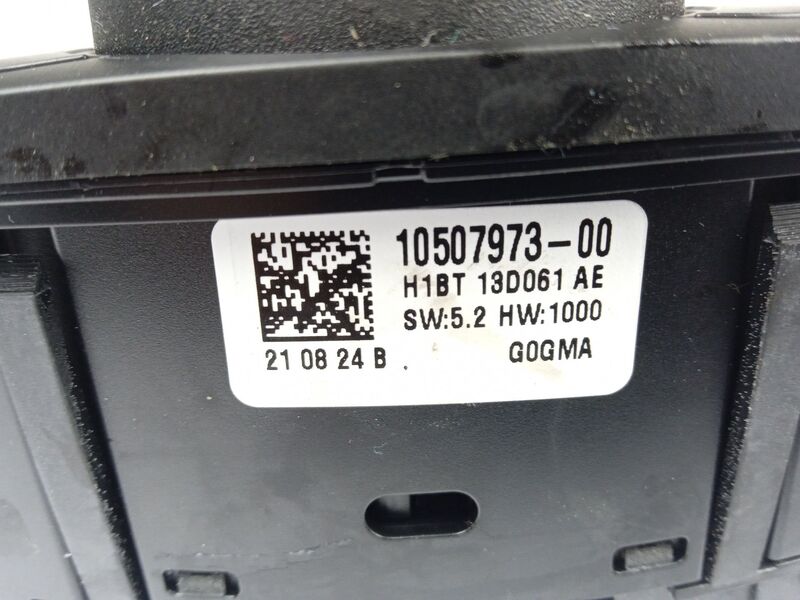 10507973-00
H1BT 13D061 AE
SW:5.2 HW:1000
21 08 24 B . G0GMA